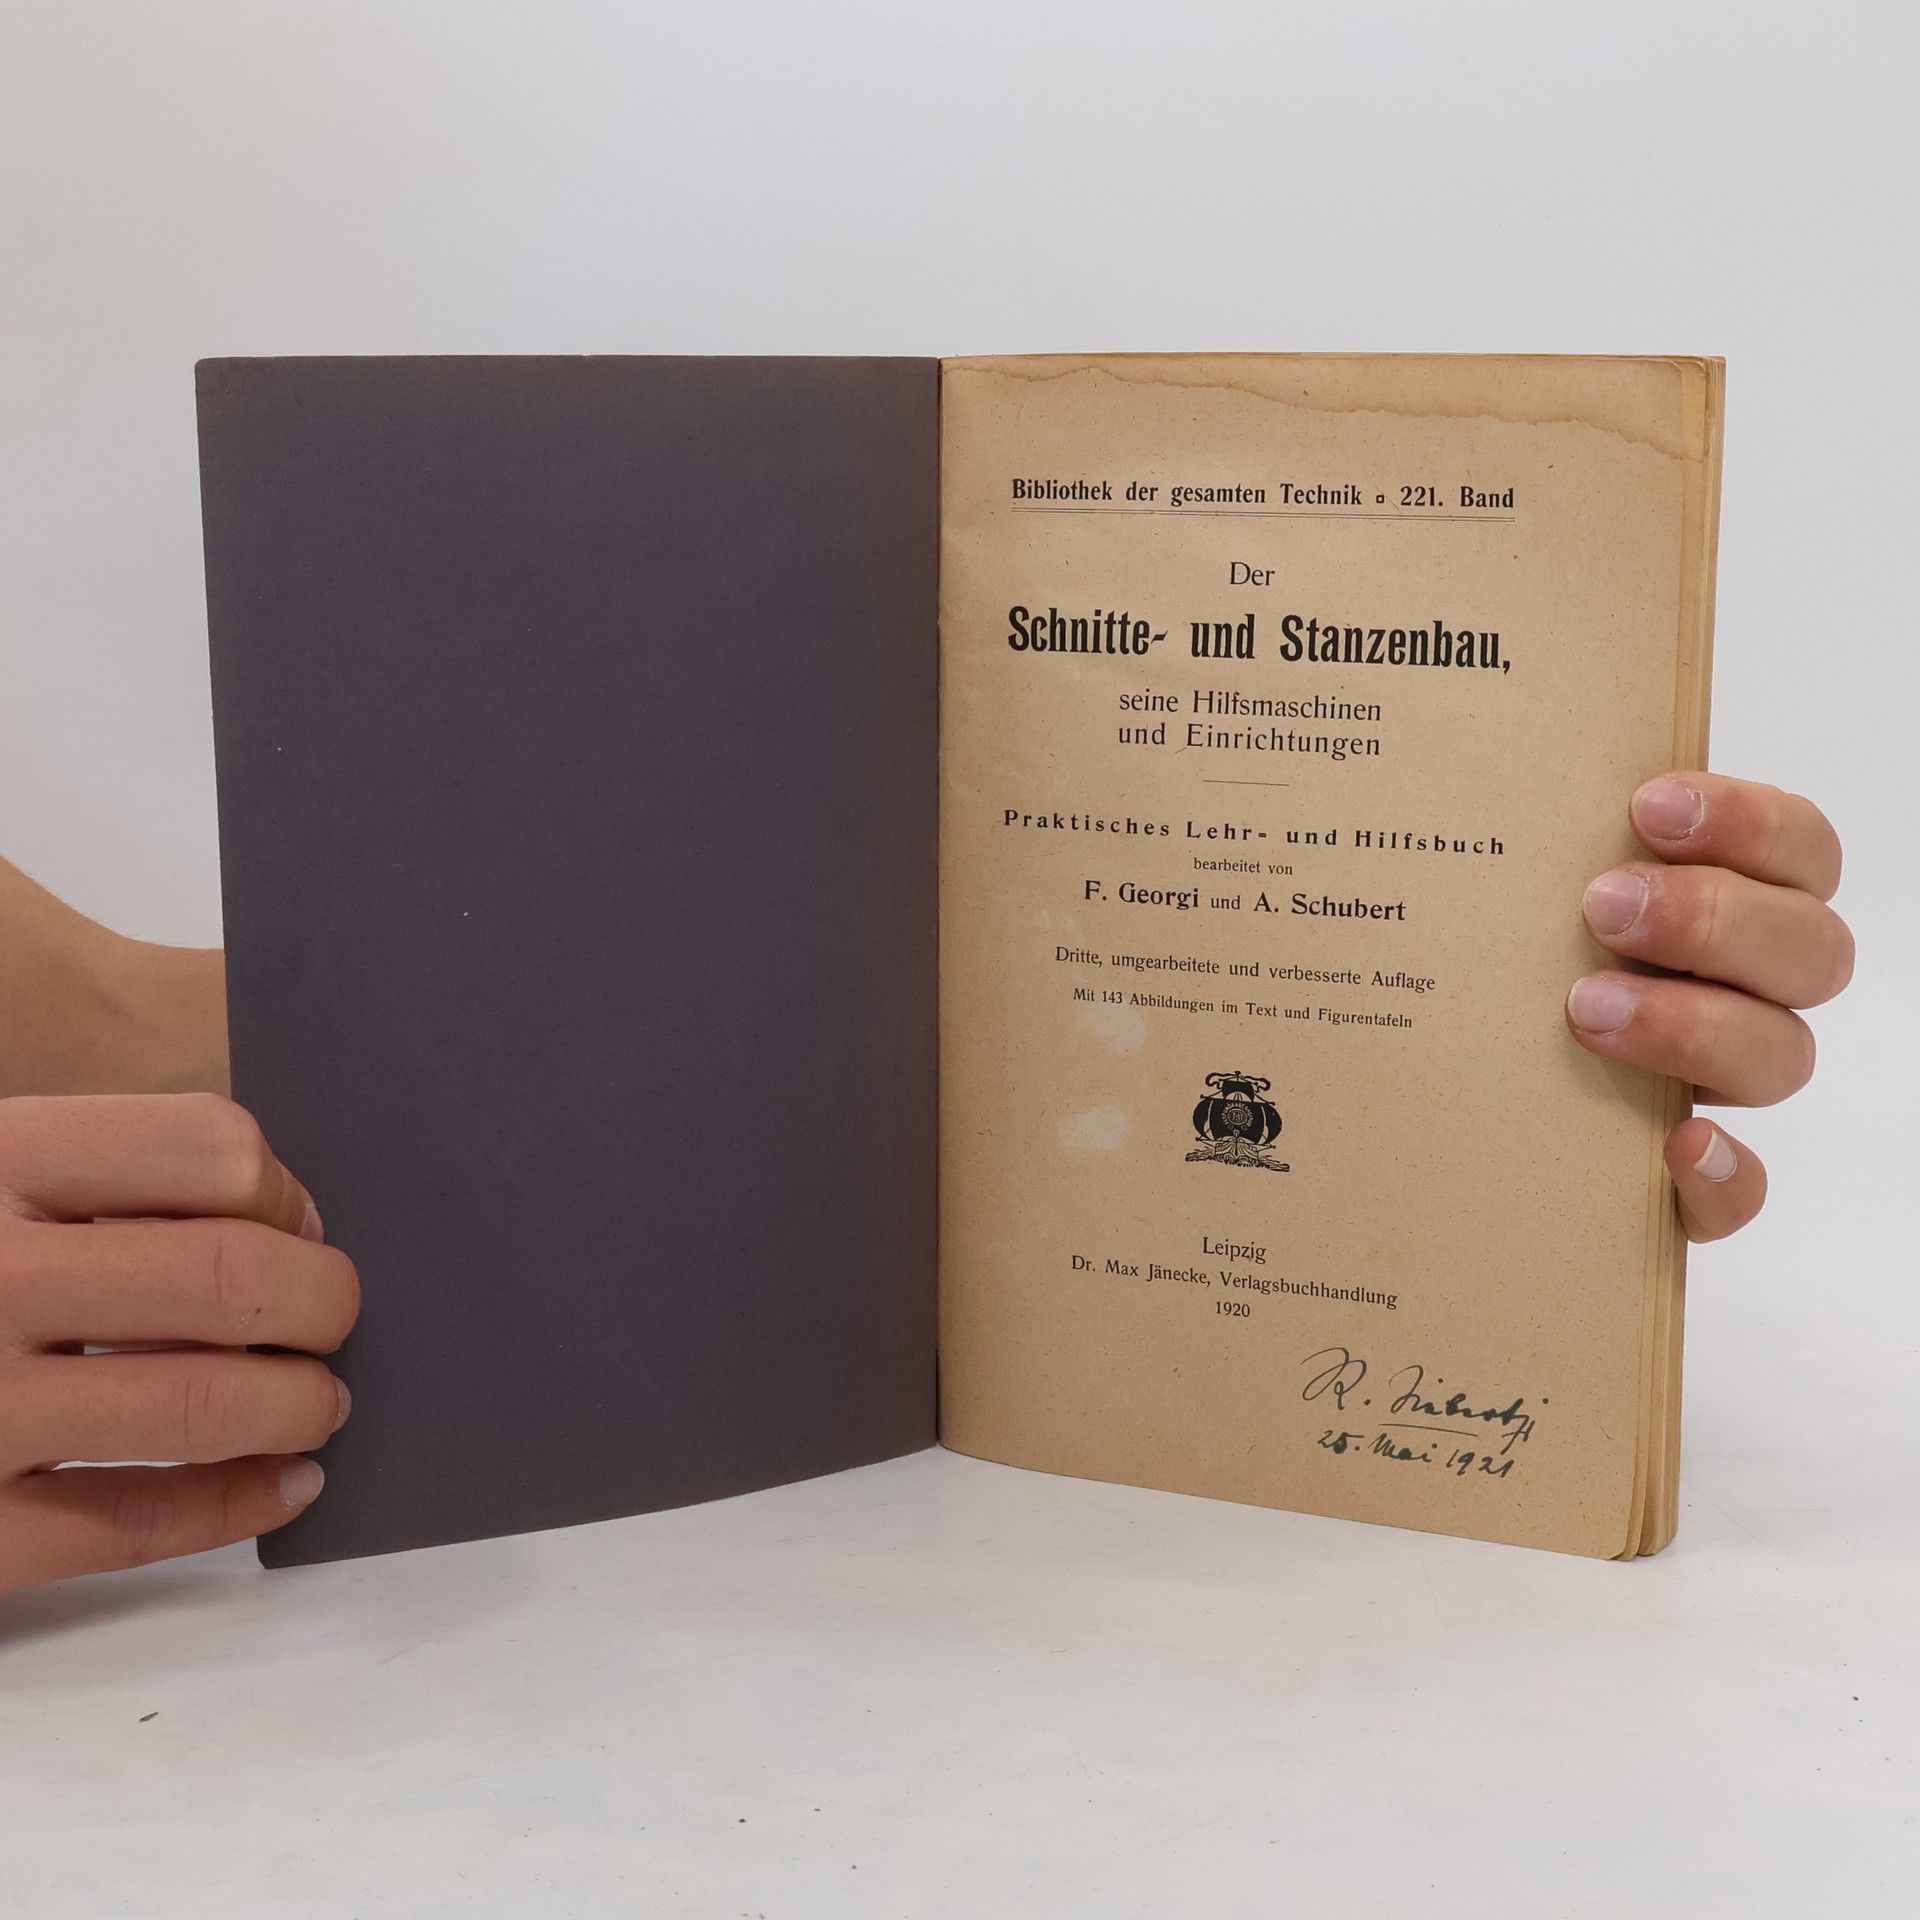 Bibliothek der gesamten Technik ▫ 221. Band
Der
Schnitte- und Stanzenbau,
seine Hilfsmaschinen
und Einrichtungen
Praktisches Lehr- und Hilfsbuch
bearbeitet von
F. Georgi und A. Schubert
Dritte, umgearbeitete und verbesserte Auflage
Mit 143 Abbildungen im Text und Figurentafeln
Leipzig
Dr. Max Jänecke, Verlagsbuchhandlung
1920
R.
25. Mai 1921